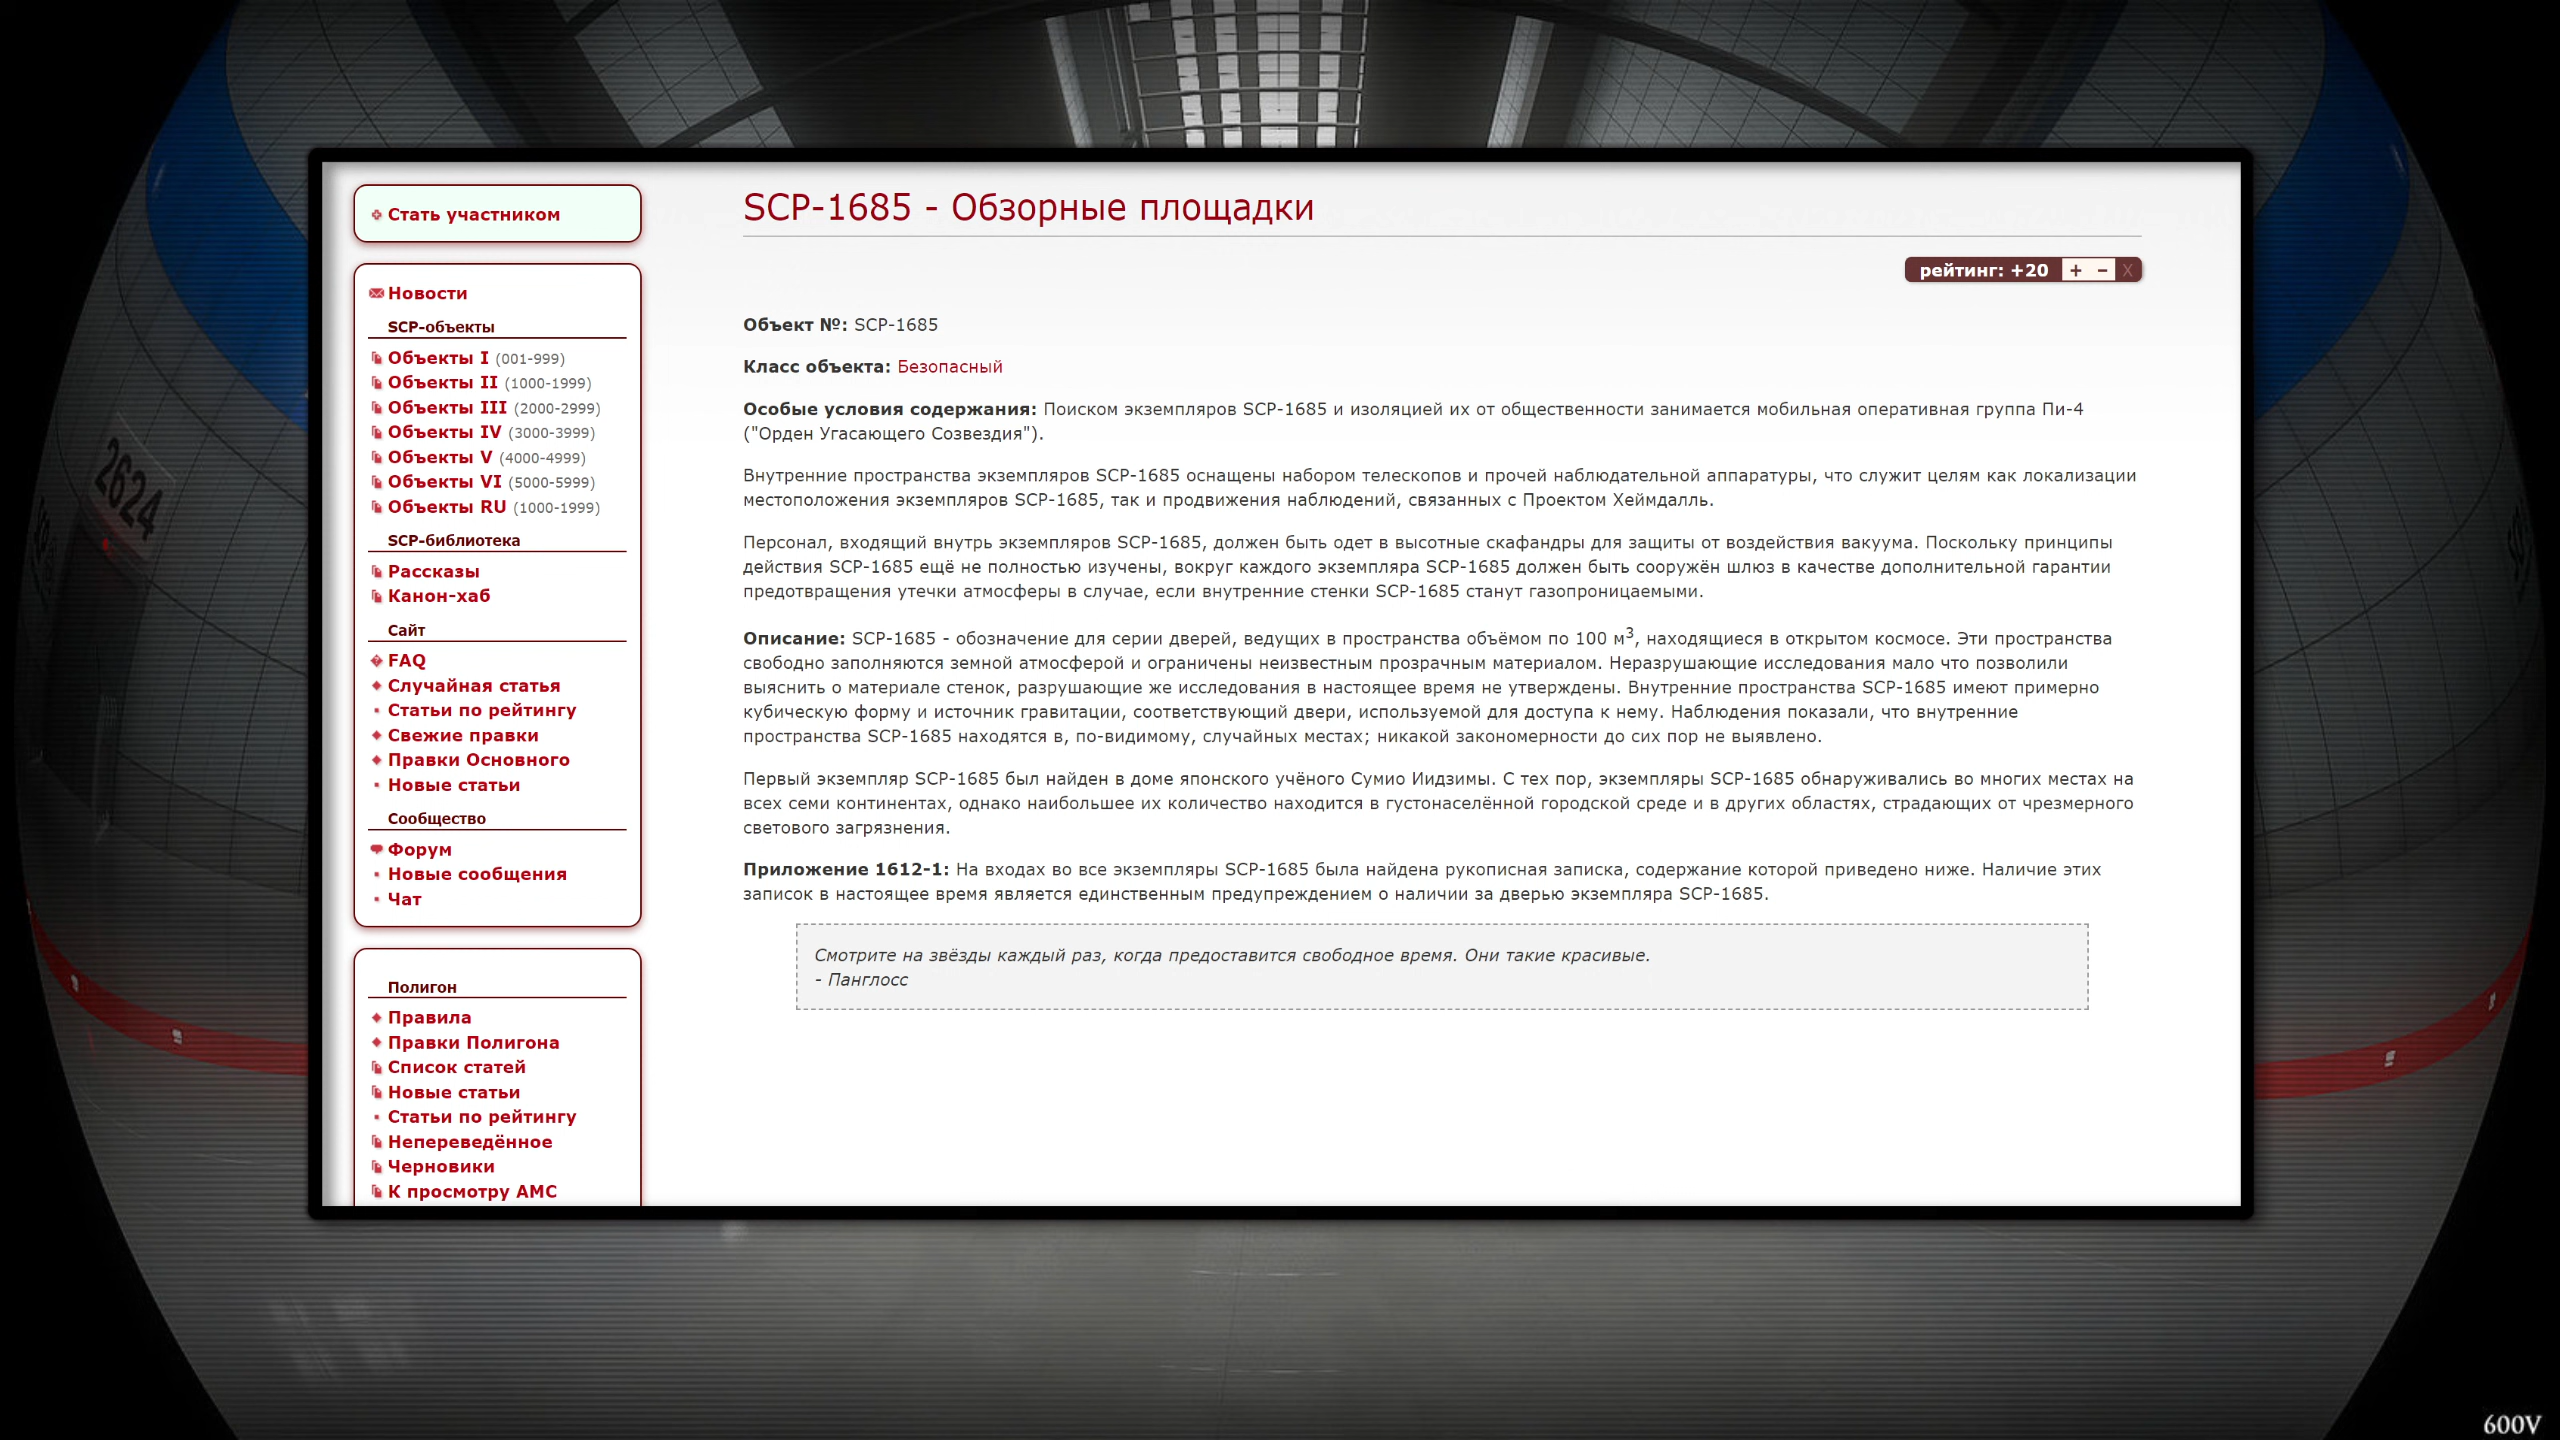 Стать участником
Новости
SCP-объекты
Объекты I (001-999)
Объекты II (1000-1999)
Объекты III (2000-2999)
Объекты IV (3000-3999)
Объекты V (4000-4999)
Объекты VI (5000-5999)
Объекты RU (1000-1999)
SCP-библиотека
Рассказы
Канон-хаб
Сайт
FAQ
Случайная статья
Статьи по рейтингу
Свежие правки
Правки Основного
Новые статьи
Сообщество
Форум
Новые сообщения
Чат
Полигон
Правила
Правки Полигона
Список статей
Новые статьи
Статьи по рейтингу
Непереведённое
Черновики
К просмотру АМС
SCP-1685 - Обзорные площадки
рейтинг: +20 + – X
Объект №: SCP-1685
Класс объекта: Безопасный
Особые условия содержания: Поиском экземпляров SCP-1685 и изоляцией их от общественности занимается мобильная оперативная группа Пи-4
("Орден Угасающего Созвездия").
Внутренние пространства экземпляров SCP-1685 оснащены набором телескопов и прочей наблюдательной аппаратуры, что служит целям как локализации
местоположения экземпляров SCP-1685, так и продвижения наблюдений, связанных с Проектом Хеймдалль.
Персонал, входящий внутрь экземпляров SCP-1685, должен быть одет в высотные скафандры для защиты от воздействия вакуума. Поскольку принципы
действия SCP-1685 ещё не полностью изучены, вокруг каждого экземпляра SCP-1685 должен быть сооружён шлюз в качестве дополнительной гарантии
предотвращения утечки атмосферы в случае, если внутренние стенки SCP-1685 станут газопроницаемыми.
Описание: SCP-1685 - обозначение для серии дверей, ведущих в пространства объёмом по 100 м³, находящиеся в открытом космосе. Эти пространства
свободно заполняются земной атмосферой и ограничены неизвестным прозрачным материалом. Неразрушающие исследования мало что позволили
выяснить о материале стенок, разрушающие же исследования в настоящее время не утверждены. Внутренние пространства SCP-1685 имеют примерно
кубическую форму и источник гравитации, соответствующий двери, используемой для доступа к нему. Наблюдения показали, что внутренние
пространства SCP-1685 находятся в, по-видимому, случайных местах; никакой закономерности до сих пор не выявлено.
Первый экземпляр SCP-1685 был найден в доме японского учёного Сумио Иидзимы. С тех пор, экземпляры SCP-1685 обнаруживались во многих местах на
всех семи континентах, однако наибольшее их количество находится в густонаселённой городской среде и в других областях, страдающих от чрезмерного
светового загрязнения.
Приложение 1612-1: На входах во все экземпляры SCP-1685 была найдена рукописная записка, содержание которой приведено ниже. Наличие этих
записок в настоящее время является единственным предупреждением о наличии за дверью экземпляра SCP-1685.
Смотрите на звёзды каждый раз, когда предоставится свободное время. Они такие красивые.
- Панглосс
2624
600V